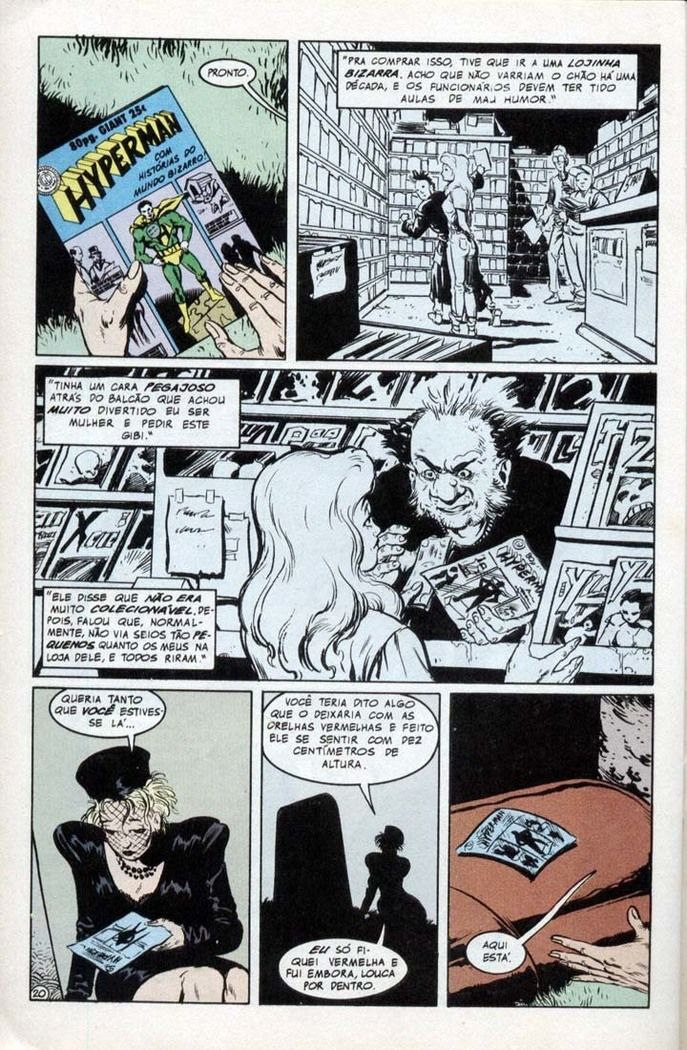 PRONTO.
80pg. GIANT 25¢
HYPERMAN
COM
HISTÓRIAS DO
MUNDO BIZARRO!
"PRA COMPRAR ISSO, TIVE QUE IR A UMA LOJINHA
BIZARRA. ACHO QUE NÃO VARRIAM O CHÃO HÁ UMA
DÉCADA, E OS FUNCIONÁRIOS DEVEM TER TIDO
AULAS DE MAU HUMOR."
"TINHA UM CARA PEGAJOSO
ATRÁS DO BALCÃO QUE ACHOU
MUITO DIVERTIDO EU SER
MULHER E PEDIR ESTE
GIBI."
HYPERMAN
"ELE DISSE QUE NÃO ERA
MUITO COLECIONÁVEL. DE-
POIS, FALOU QUE, NORMAL-
MENTE, NÃO VIA SEIOS TÃO PE-
QUENOS QUANTO OS MEUS NA
LOJA DELE, E TODOS RIRAM."
QUERIA TANTO
QUE VOCÊ ESTIVES-
SE LÁ...
HYPERMAN
20
VOCÊ TERIA DITO ALGO
QUE O DEIXARIA COM AS
ORELHAS VERMELHAS E FEITO
ELE SE SENTIR COM DEZ
CENTÍMETROS DE
ALTURA.
EU SÓ FI-
QUEI VERMELHA E
FUI EMBORA, LOUCA
POR DENTRO.
HYPERMAN
AQUI
ESTÁ.